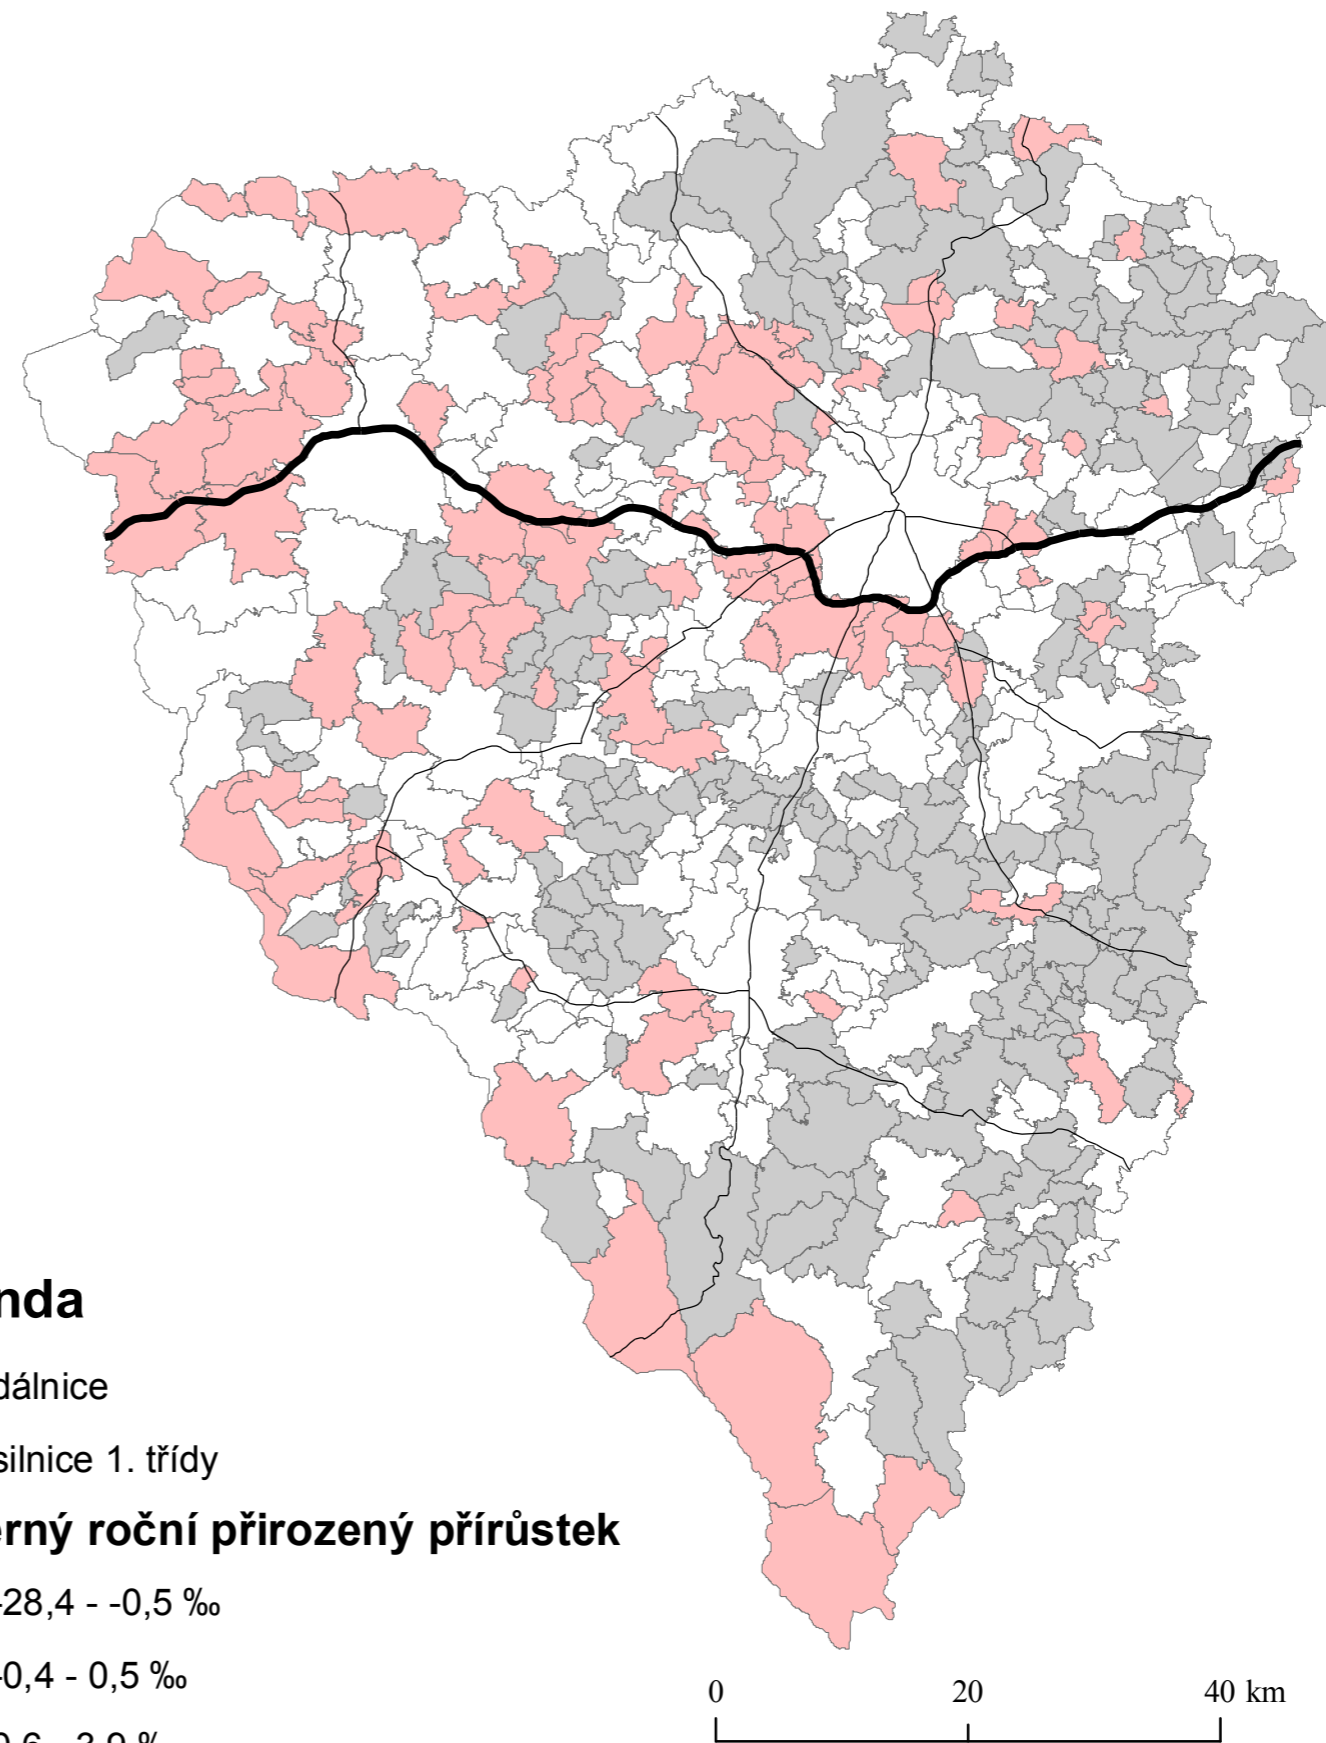 nda
dálnice
silnice 1. třídy
erný roční přirozený přírůstek
-28,4 - -0,5 ‰
-0,4 - 0,5 ‰
0 20 40 km